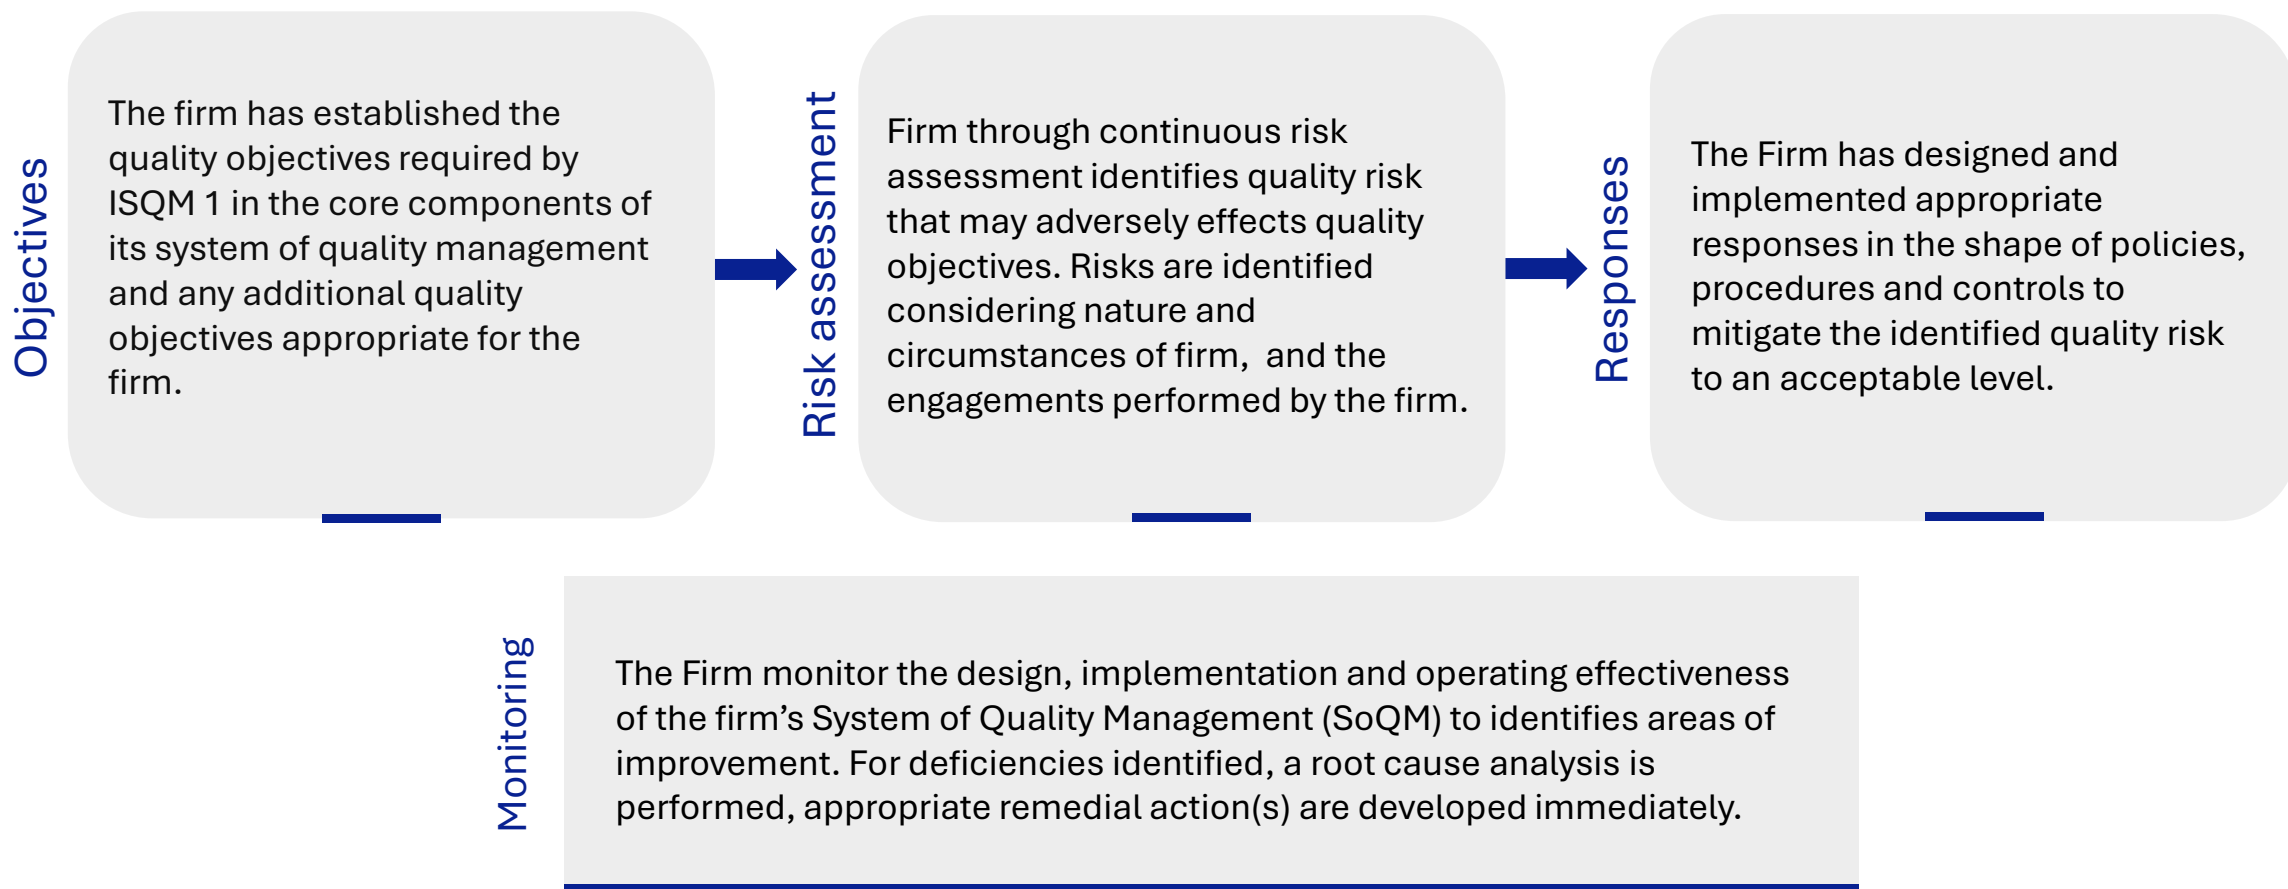 Objectives
The firm has established the
quality objectives required by
ISQM 1 in the core components of
its system of quality management
and any additional quality
objectives appropriate for the
firm.
Risk assessment
Firm through continuous risk
assessment identifies quality risk
that may adversely effects quality
objectives. Risks are identified
considering nature and
circumstances of firm,  and the
engagements performed by the firm.
Responses
The Firm has designed and
implemented appropriate
responses in the shape of policies,
procedures and controls to
mitigate the identified quality risk
to an acceptable level.
Monitoring
The Firm monitor the design, implementation and operating effectiveness
of the firm’s System of Quality Management (SoQM) to identifies areas of
improvement. For deficiencies identified, a root cause analysis is
performed, appropriate remedial action(s) are developed immediately.